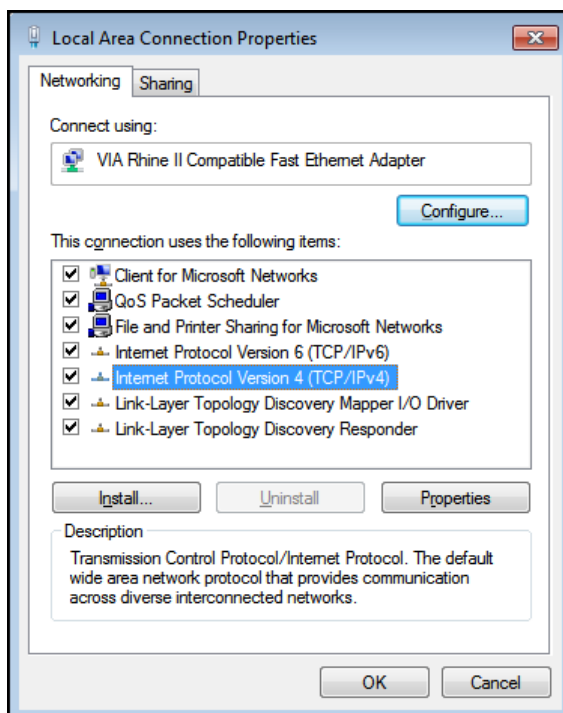 Local Area Connection Properties
Networking
Sharing
Connect using:
VIA Rhine II Compatible Fast Ethernet Adapter
Configure...
This connection uses the following items:
Client for Microsoft Networks
QoS Packet Scheduler
File and Printer Sharing for Microsoft Networks
Internet Protocol Version 6 (TCP/IPv6)
Internet Protocol Version 4 (TCP/IPv4)
Link-Layer Topology Discovery Mapper I/O Driver
Link-Layer Topology Discovery Responder
Install...
Uninstall
Properties
Description
Transmission Control Protocol/Internet Protocol. The default
wide area network protocol that provides communication
across diverse interconnected networks.
OK
Cancel